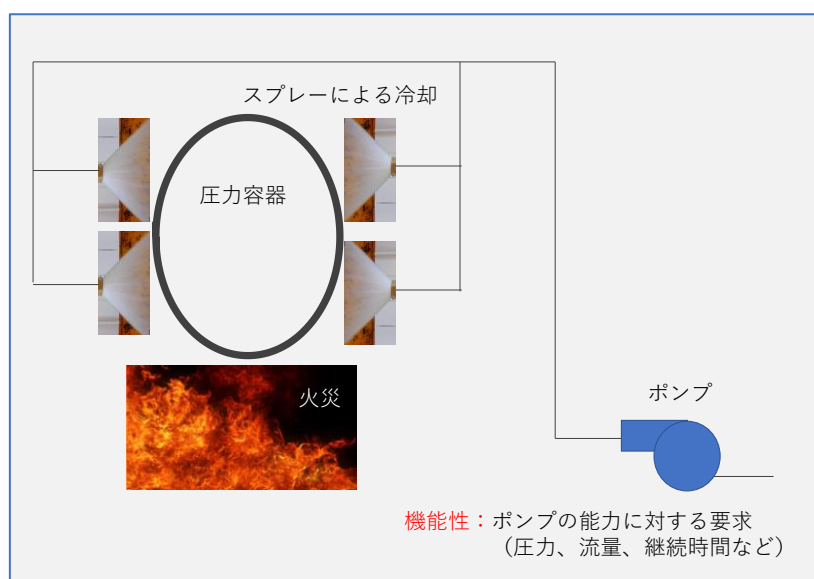 スプレーによる冷却
圧力容器
火災
ポンプ
機能性：ポンプの能力に対する要求
（圧力、流量、継続時間など）